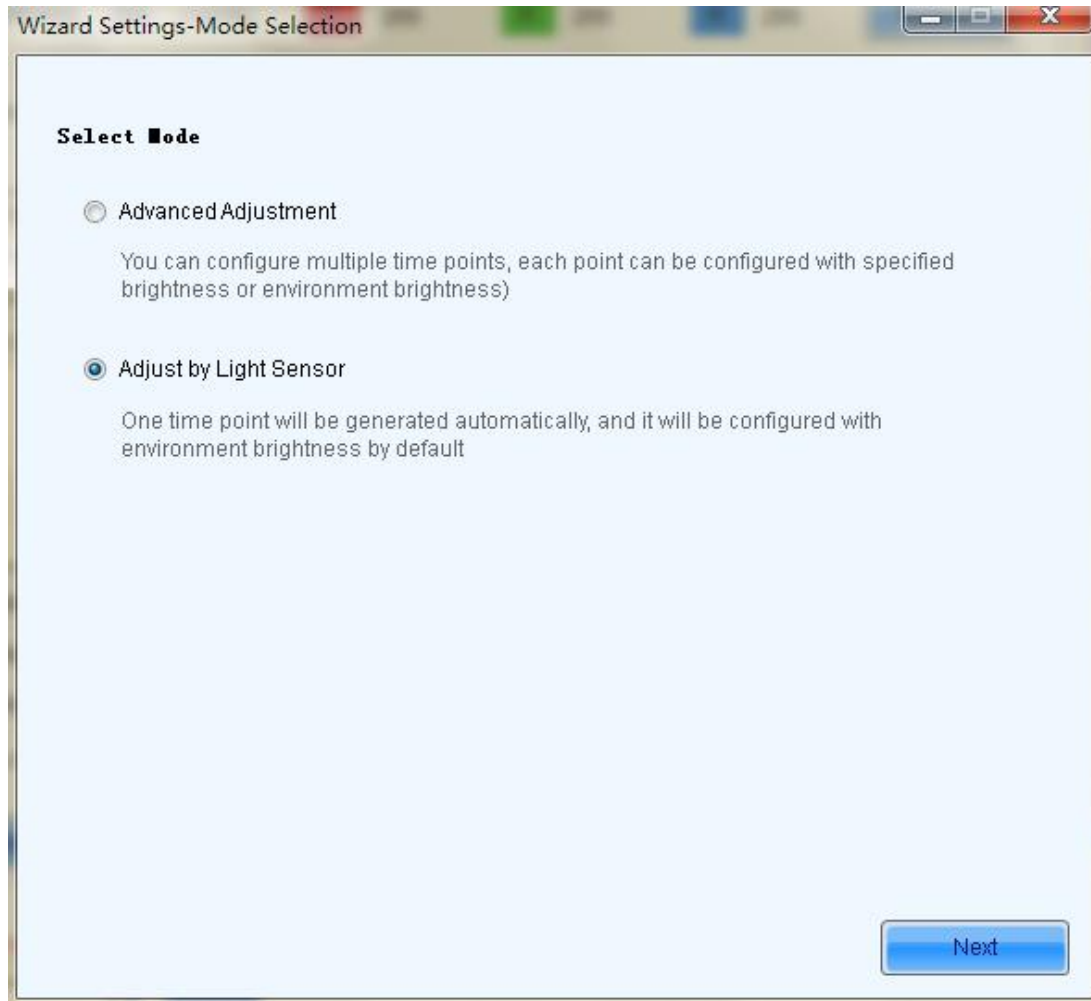 Wizard Settings-Mode Selection
Select Mode
Advanced Adjustment
You can configure multiple time points, each point can be configured with specified
brightness or environment brightness)
Adjust by Light Sensor
One time point will be generated automatically, and it will be configured with
environment brightness by default
Next